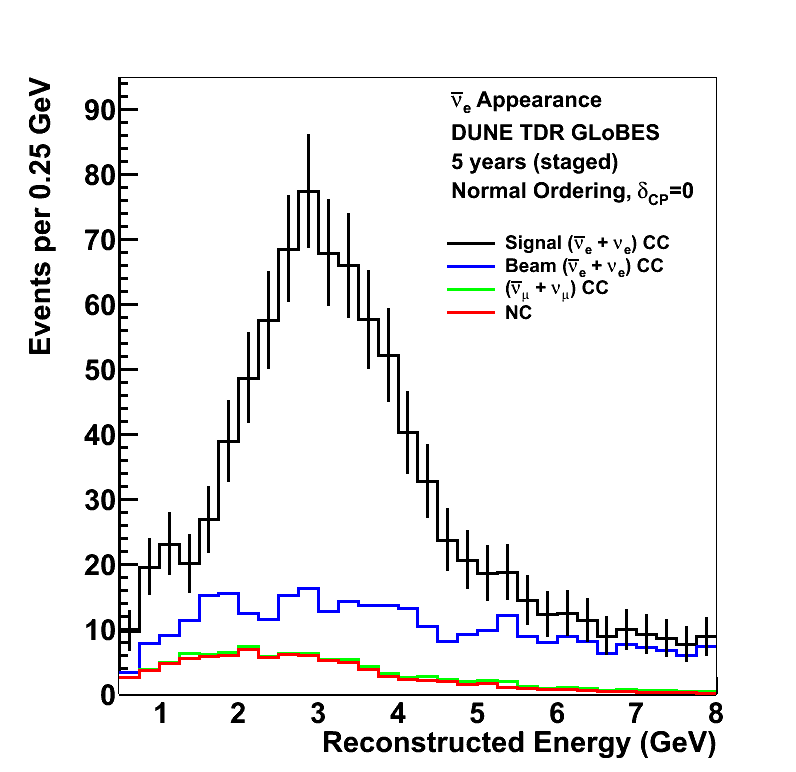 ν̅e Appearance
DUNE TDR GLoBES
5 years (staged)
Normal Ordering, δCP=0
Signal (ν̅e + νe) CC
Beam (ν̅e + νe) CC
(ν̅μ + νμ) CC
NC
Events per 0.25 GeV
90
80
70
60
50
40
30
20
10
0
1 2 3 4 5 6 7 8
Reconstructed Energy (GeV)